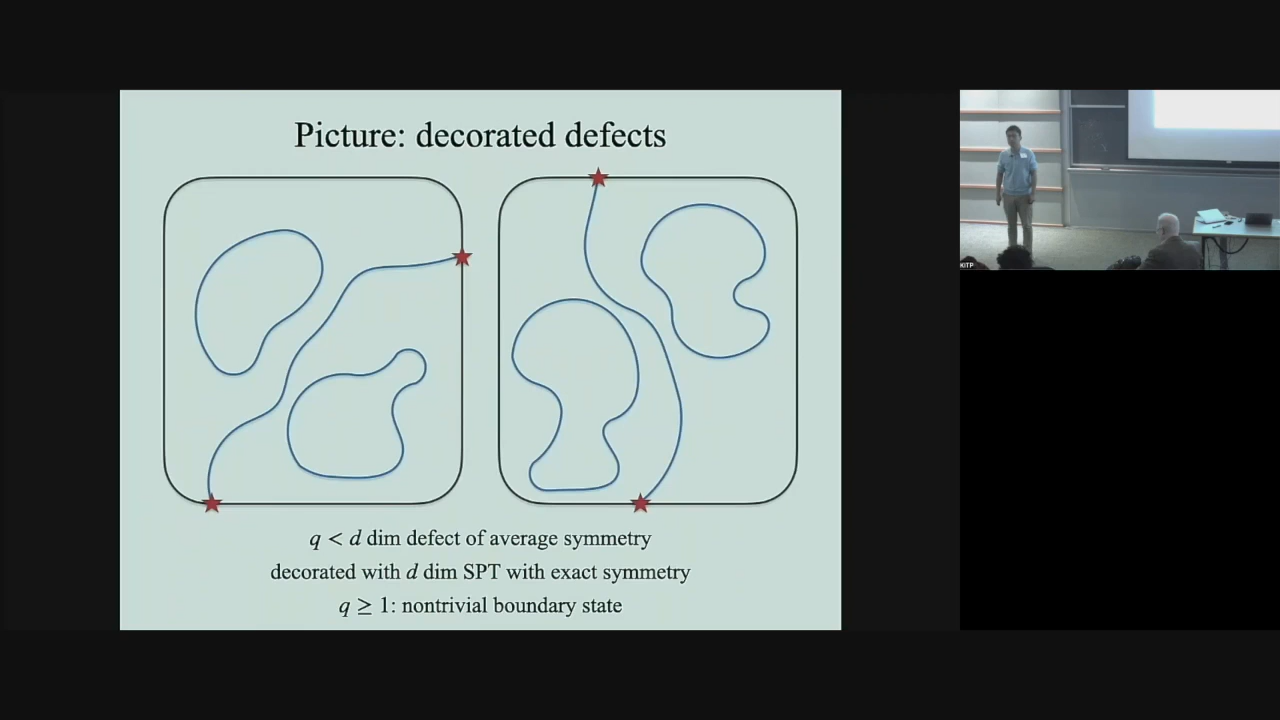 Picture: decorated defects
q < d dim defect of average symmetry
decorated with d dim SPT with exact symmetry
q ≥ 1: nontrivial boundary state
KITP